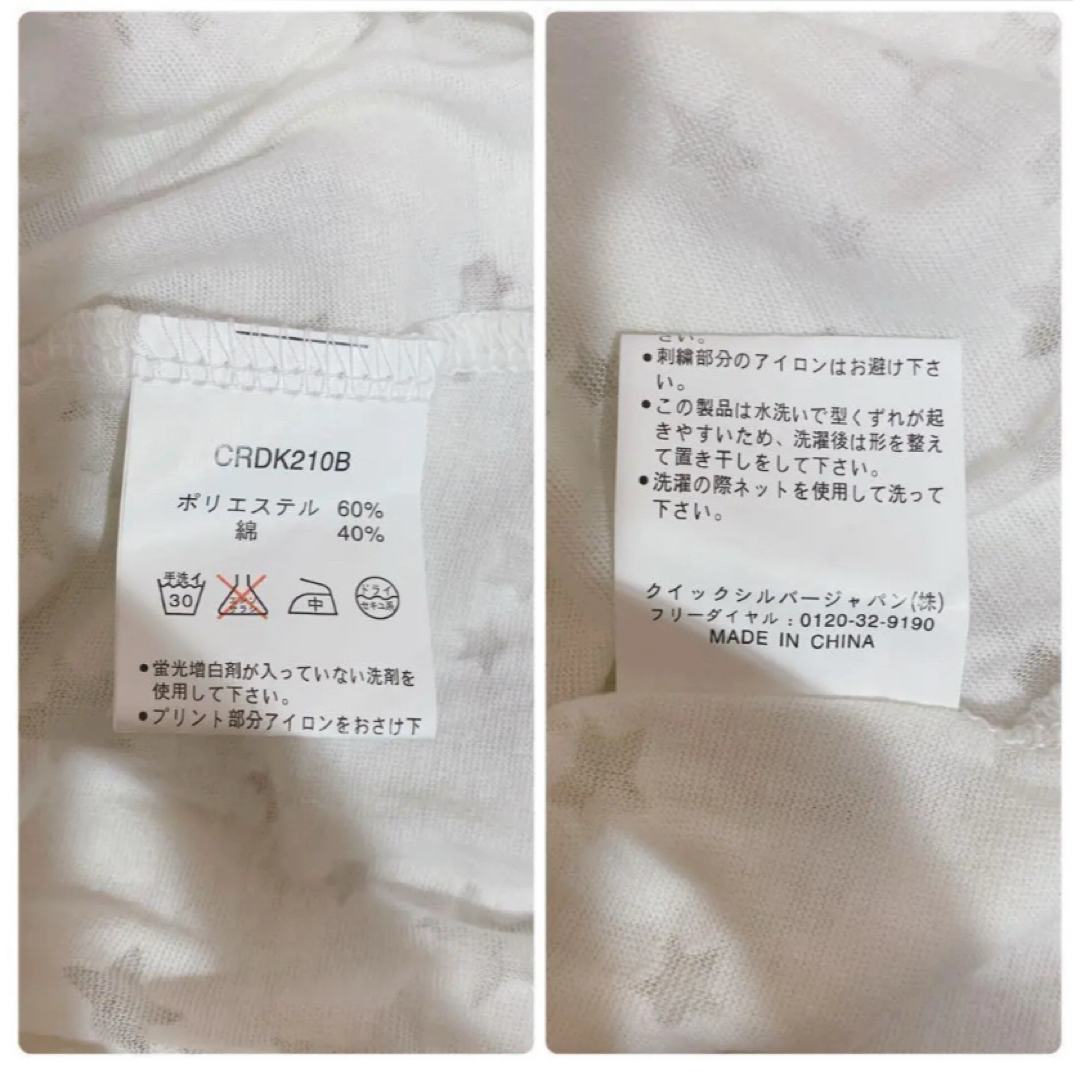 CRDK210B
ポリエステル 60%
綿 40%
手洗イ
30
エンソ
サラシ
中
ドライ
セキユ系
●蛍光増白剤が入っていない洗剤を
使用して下さい。
●プリント部分アイロンをおさけ下
さい。
●刺繍部分のアイロンはお避け下さ
い。
●この製品は水洗いで型くずれが起
きやすいため、洗濯後は形を整え
て置き干しをして下さい。
●洗濯の際ネットを使用して洗って
下さい。
クイックシルバージャパン(株)
フリーダイヤル：0120-32-9190
MADE IN CHINA